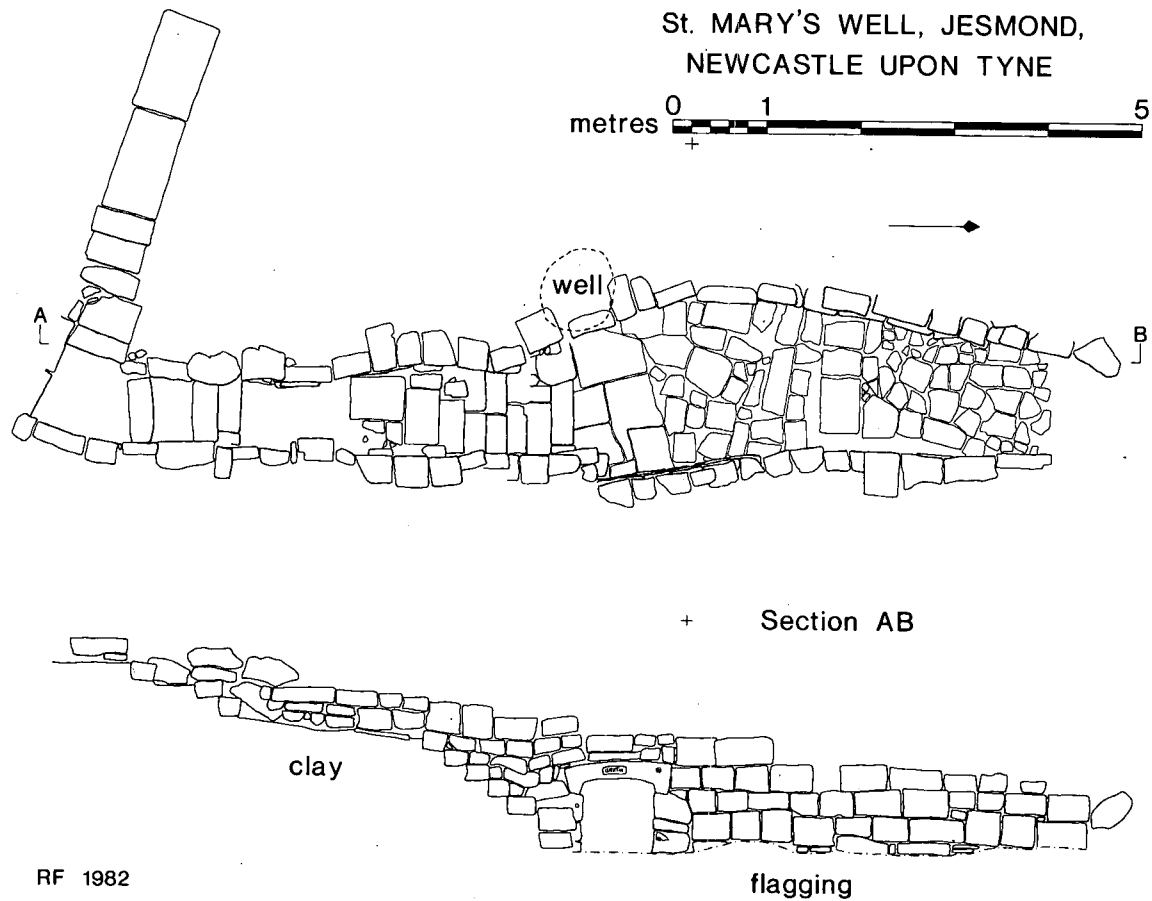 St. MARY'S WELL, JESMOND,
NEWCASTLE UPON TYNE
0 1 5
metres
well
A
B
Section AB
clay
flagging
RF 1982